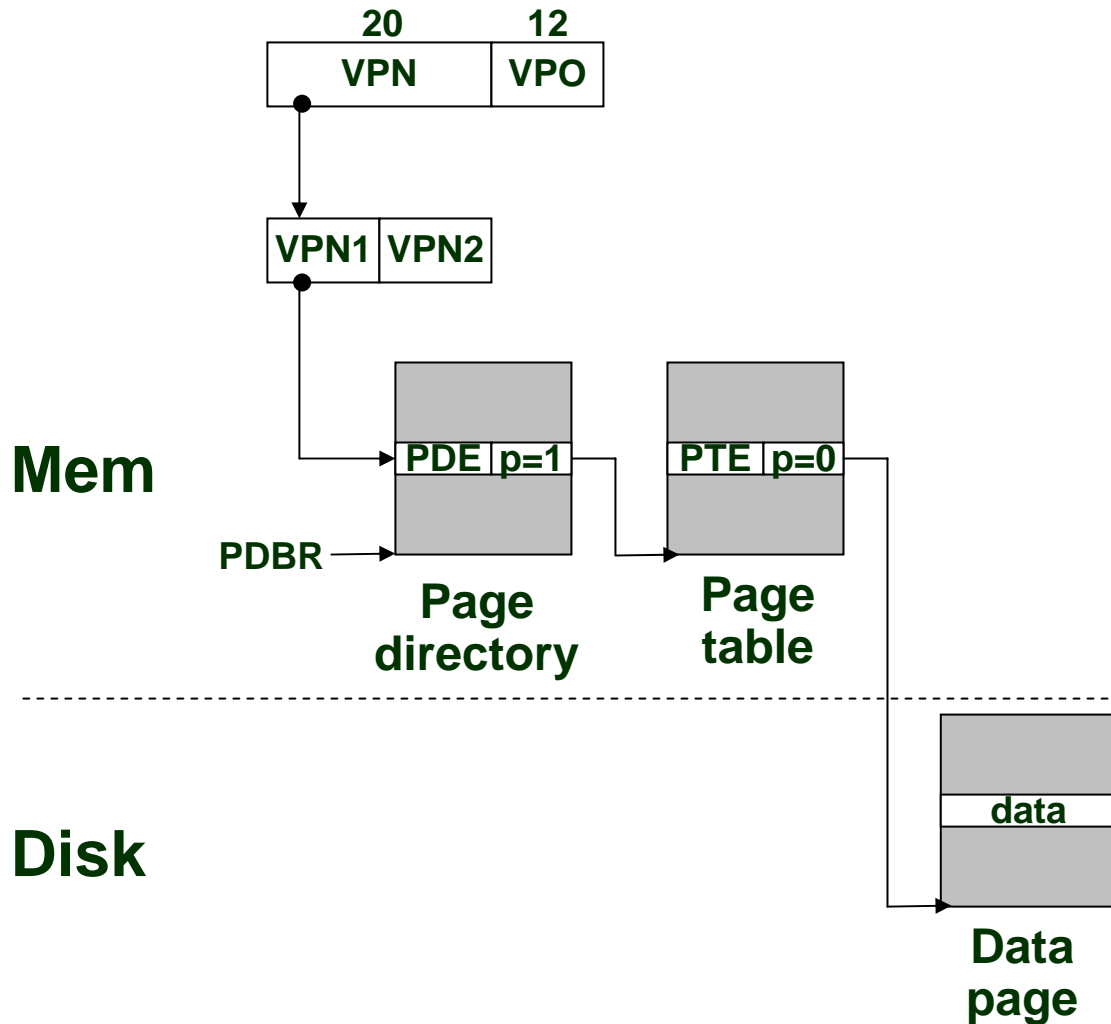 20 12
VPN VPO
VPN1 VPN2
Mem
PDE p=1 PTE p=0
PDBR
Page
directory
Page
table
Disk
data
Data
page